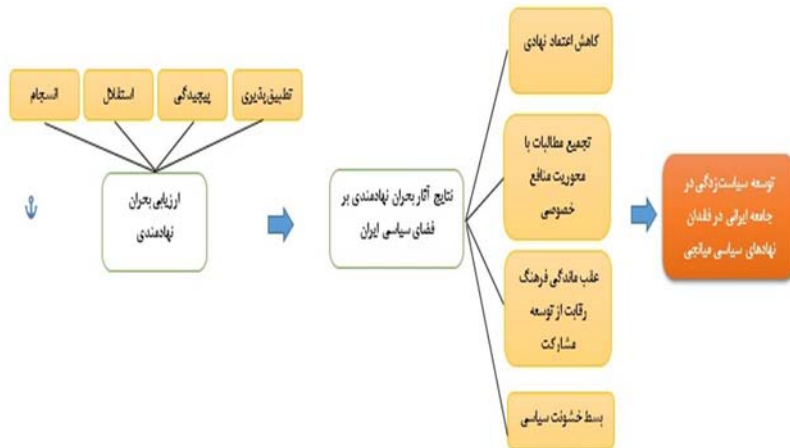 انسجام
استقلال
پیچیدگی
تطبیق‌پذیری
ارزیابی بحران
نهادمندی
نتایج آثار بحران نهادمندی بر
فضای سیاسی ایران
کاهش اعتماد نهادی
تجمیع مطالبات با
محوریت منافع
خصوصی
عقب ماندگی فرهنگ
رقابت از توسعه
مشارکت
بسط خشونت سیاسی
توسعه سیاست‌زدگی در
جامعه ایرانی در فقدان
نهادهای سیاسی میانجی